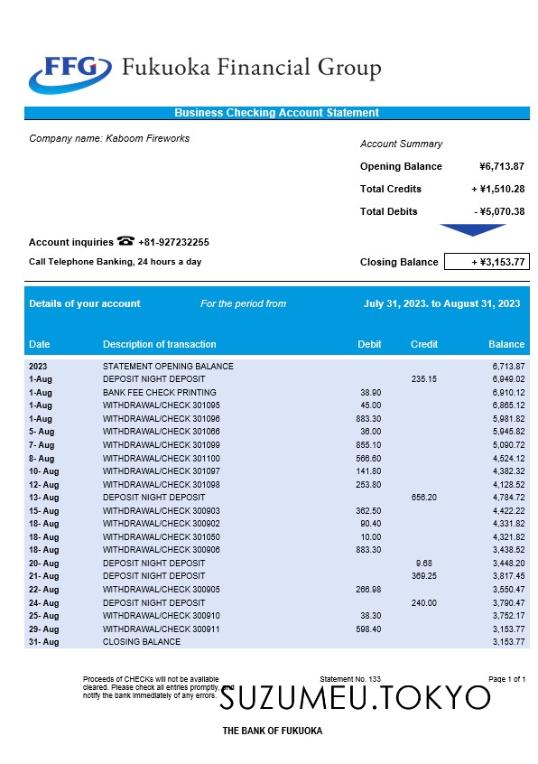 FFG Fukuoka Financial Group
Business Checking Account Statement
Company name: Kaboom Fireworks
Account Summary
Opening Balance ¥6,713.87
Total Credits + ¥1,510.28
Total Debits - ¥5,070.38
Account inquiries ☎ +81-927232255
Call Telephone Banking, 24 hours a day
Closing Balance + ¥3,153.77
Details of your account For the period from July 31, 2023. to August 31, 2023
Date Description of transaction Debit Credit Balance
2023 STATEMENT OPENING BALANCE 6,713.87
1-Aug DEPOSIT NIGHT DEPOSIT 235.15 6,949.02
1-Aug BANK FEE CHECK PRINTING 38.90 6,910.12
1-Aug WITHDRAWAL/CHECK 301095 45.00 6,865.12
1-Aug WITHDRAWAL/CHECK 301096 883.30 5,981.82
5- Aug WITHDRAWAL/CHECK 301066 36.00 5,945.82
7- Aug WITHDRAWAL/CHECK 301099 855.10 5,090.72
8- Aug WITHDRAWAL/CHECK 301100 566.60 4,524.12
10- Aug WITHDRAWAL/CHECK 301097 141.80 4,382.32
12- Aug WITHDRAWAL/CHECK 301098 253.80 4,128.52
13- Aug DEPOSIT NIGHT DEPOSIT 656.20 4,784.72
15- Aug WITHDRAWAL/CHECK 300903 362.50 4,422.22
18- Aug WITHDRAWAL/CHECK 300902 90.40 4,331.82
18- Aug WITHDRAWAL/CHECK 301050 10.00 4,321.82
18- Aug WITHDRAWAL/CHECK 300906 883.30 3,438.52
20- Aug DEPOSIT NIGHT DEPOSIT 9.68 3,448.20
21- Aug DEPOSIT NIGHT DEPOSIT 369.25 3,817.45
22- Aug WITHDRAWAL/CHECK 300905 266.98 3,550.47
24- Aug DEPOSIT NIGHT DEPOSIT 240.00 3,790.47
25- Aug WITHDRAWAL/CHECK 300910 38.30 3,752.17
29- Aug WITHDRAWAL/CHECK 300911 598.40 3,153.77
31- Aug CLOSING BALANCE 3,153.77
Proceeds of CHECKs will not be available Statement No. 133 Page 1 of 1
cleared. Please check all entries promptly, and
notify the bank immediately of any errors.
SUZUMEU.TOKYO
THE BANK OF FUKUOKA